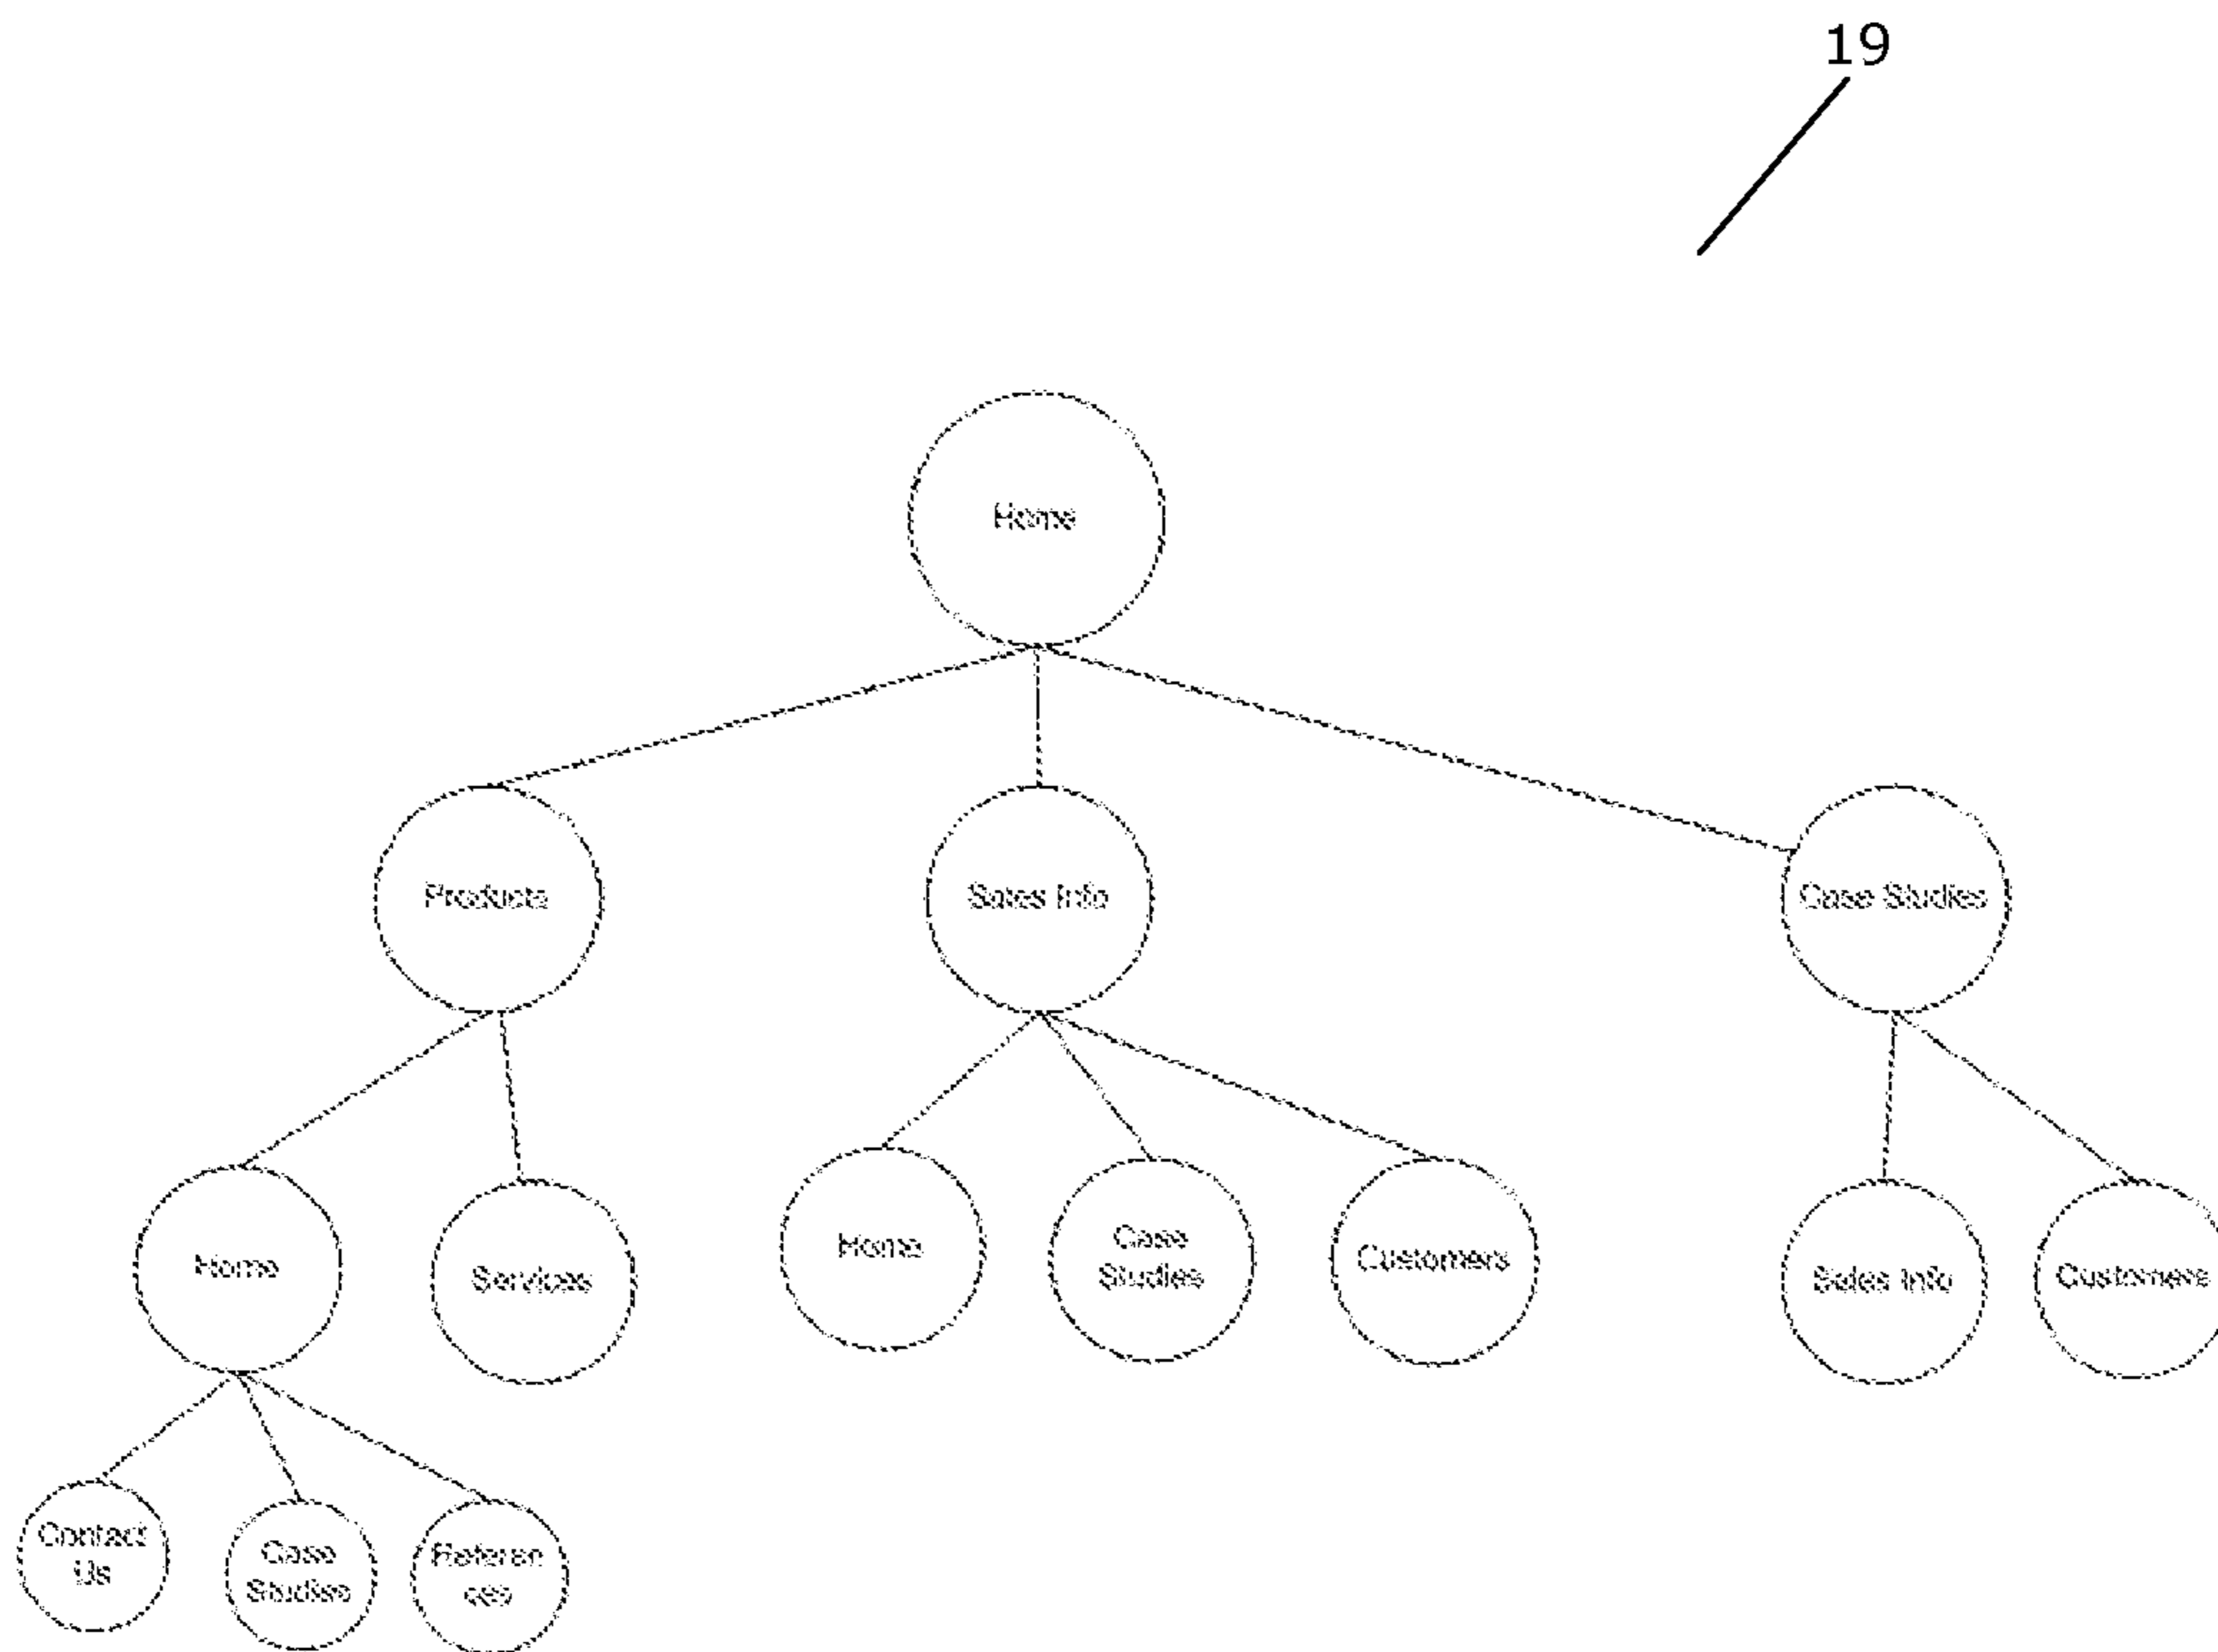 19
Home
Products
Sales Info
Case Studies
Home
Services
Home
Case
Studies
Customers
Sales Info
Customers
Contact
Us
Case
Studies
Referen
ces